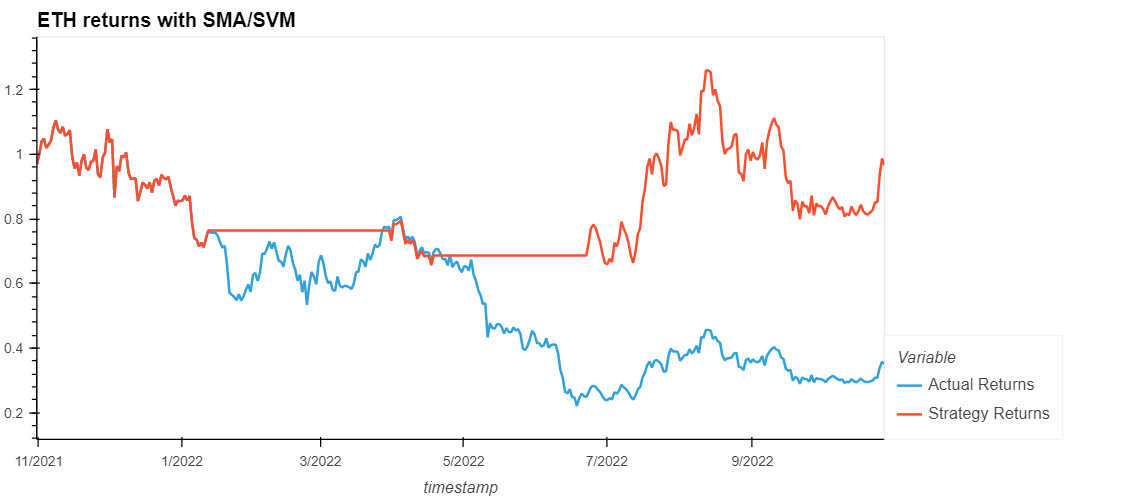 ETH returns with SMA/SVM
1.2
1
0.8
0.6
0.4
0.2
11/2021 1/2022 3/2022 5/2022 7/2022 9/2022
timestamp
Variable
Actual Returns
Strategy Returns